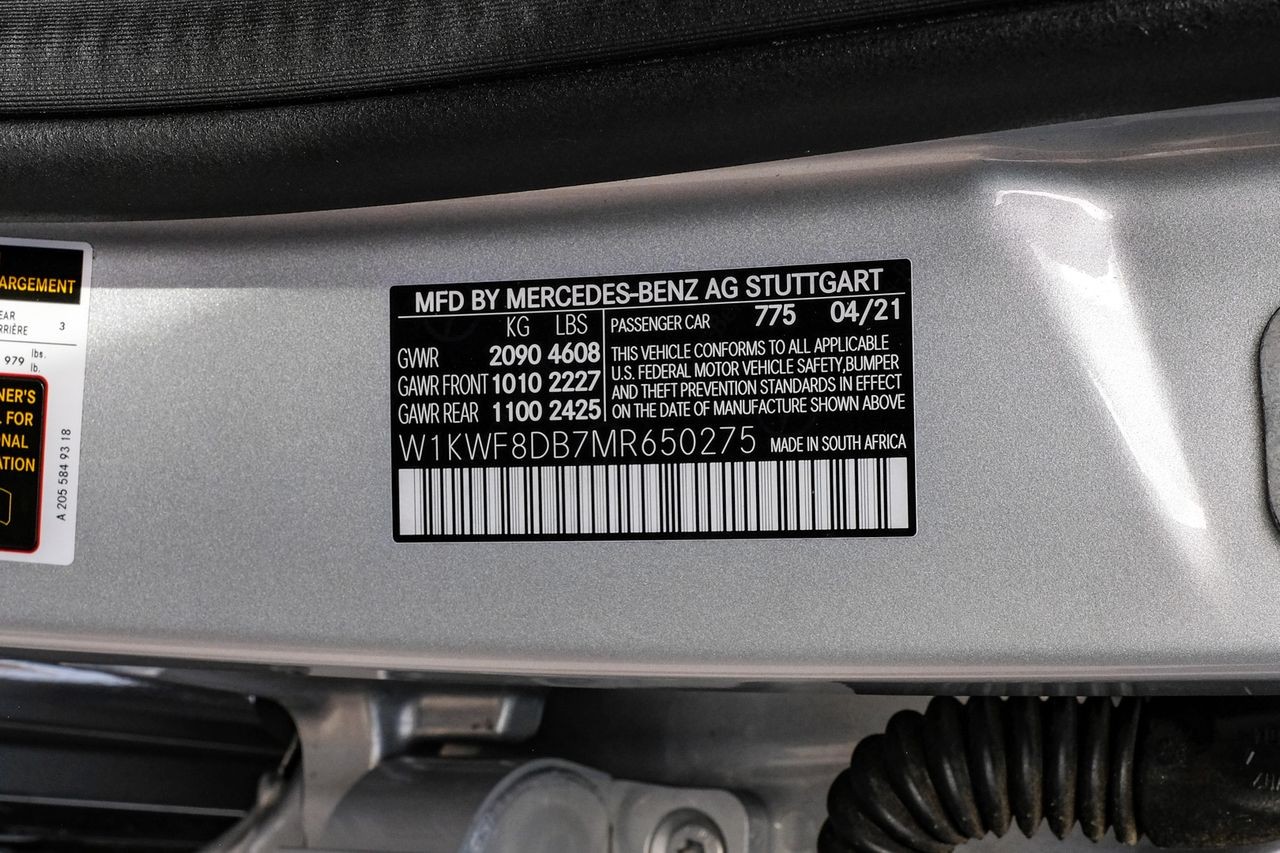 ARGEMENT
EAR
RRIÈRE 3
979 lbs.
lb.
NER'S
L FOR
ONAL
ATION
A 205 584 93 18
MFD BY MERCEDES-BENZ AG STUTTGART
KG LBS
GVWR 2090 4608
GAWR FRONT 1010 2227
GAWR REAR 1100 2425
PASSENGER CAR 775 04/21
THIS VEHICLE CONFORMS TO ALL APPLICABLE
U.S. FEDERAL MOTOR VEHICLE SAFETY,BUMPER
AND THEFT PREVENTION STANDARDS IN EFFECT
ON THE DATE OF MANUFACTURE SHOWN ABOVE
W1KWF8DB7MR650275 MADE IN SOUTH AFRICA